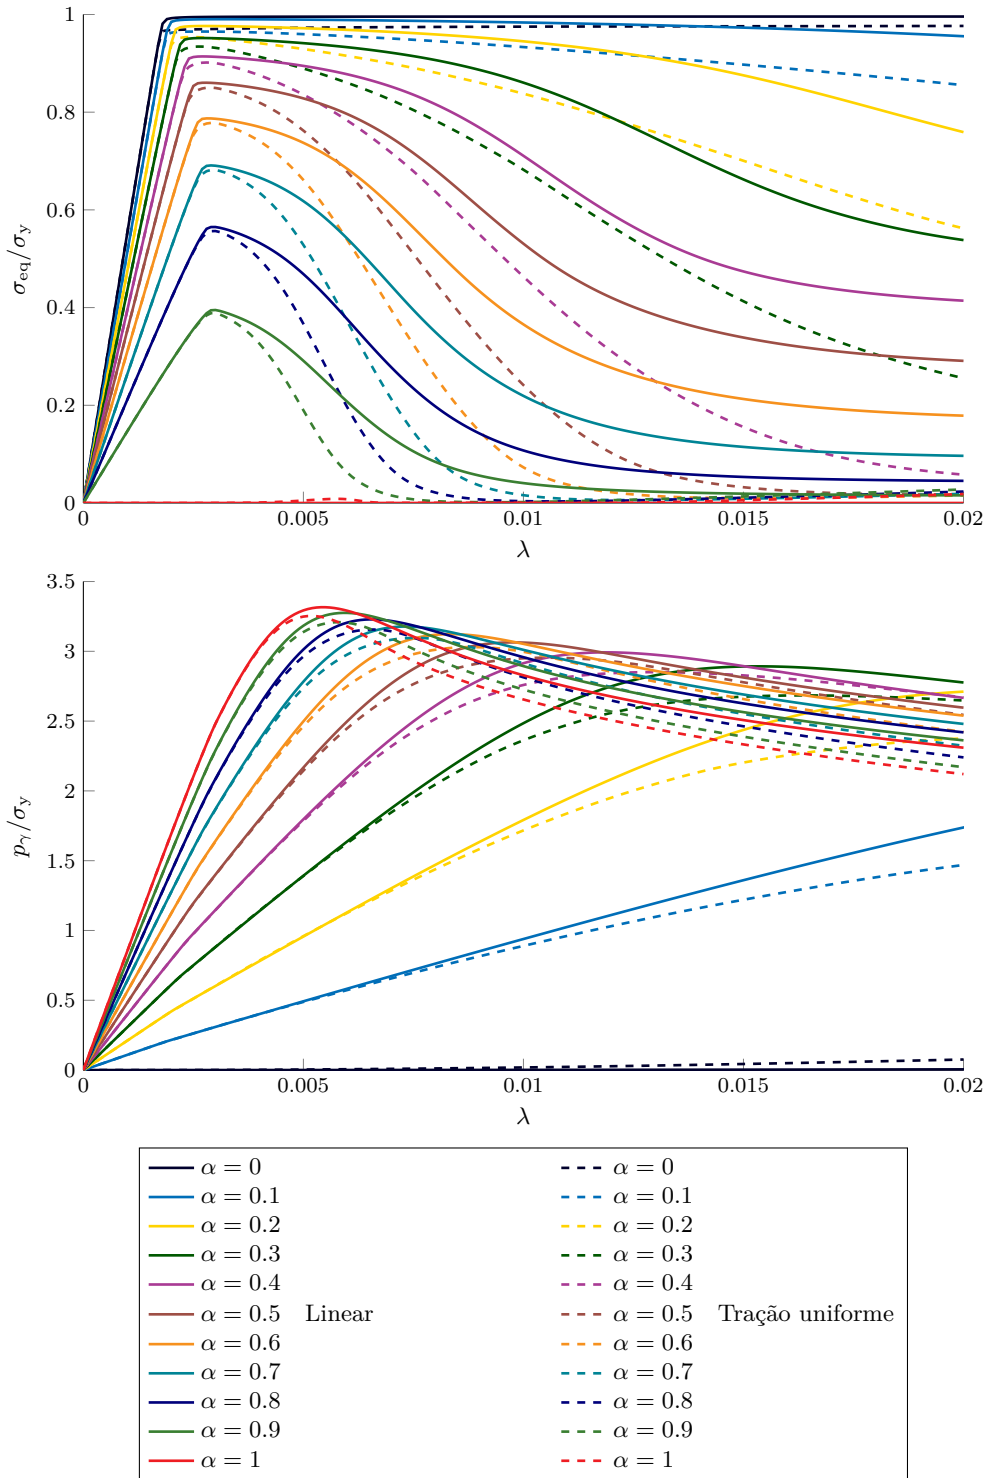 1
0.8
0.6
0.4
0.2
0
σeq/σy
0 0.005 0.01 0.015 0.02
λ
3.5
3
2.5
2
1.5
1
0.5
0
pγ/σy
0 0.005 0.01 0.015 0.02
λ
α = 0 α = 0
α = 0.1 α = 0.1
α = 0.2 α = 0.2
α = 0.3 α = 0.3
α = 0.4 α = 0.4
α = 0.5 Linear α = 0.5 Tração uniforme
α = 0.6 α = 0.6
α = 0.7 α = 0.7
α = 0.8 α = 0.8
α = 0.9 α = 0.9
α = 1 α = 1